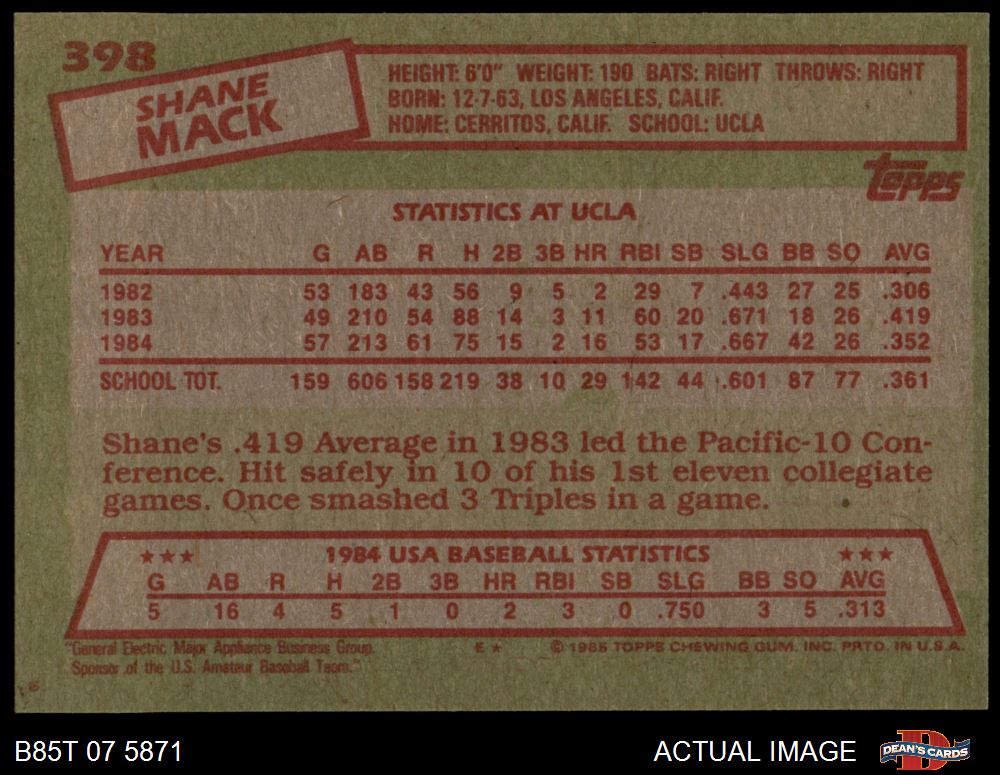 398
SHANE
MACK
HEIGHT: 6'0" WEIGHT: 190 BATS: RIGHT THROWS: RIGHT
BORN: 12-7-63, LOS ANGELES, CALIF.
HOME: CERRITOS, CALIF. SCHOOL: UCLA
Topps
STATISTICS AT UCLA
YEAR G AB R H 2B 3B HR RBI SB SLG BB SO AVG
1982 53 183 43 56 9 5 2 29 7 .443 27 25 .306
1983 49 210 54 88 14 3 11 60 20 .671 18 26 .419
1984 57 213 61 75 15 2 16 53 17 .667 42 26 .352
SCHOOL TOT. 159 606 158 219 38 10 29 142 44 .601 87 77 .361
Shane's .419 Average in 1983 led the Pacific-10 Con-
ference. Hit safely in 10 of his 1st eleven collegiate
games. Once smashed 3 Triples in a game.
★★★ 1984 USA BASEBALL STATISTICS ★★★
G AB R H 2B 3B HR RBI SB SLG BB SO AVG
5 16 4 5 1 0 2 3 0 .750 3 5 .313
"General Electric Major Appliance Business Group.
Sponsor of the U.S. Amateur Baseball Team."
E ★ © 1985 TOPPS CHEWING GUM, INC. PRTD. IN U.S.A.
B85T 07 5871
ACTUAL IMAGE
D
DEAN'S CARDS